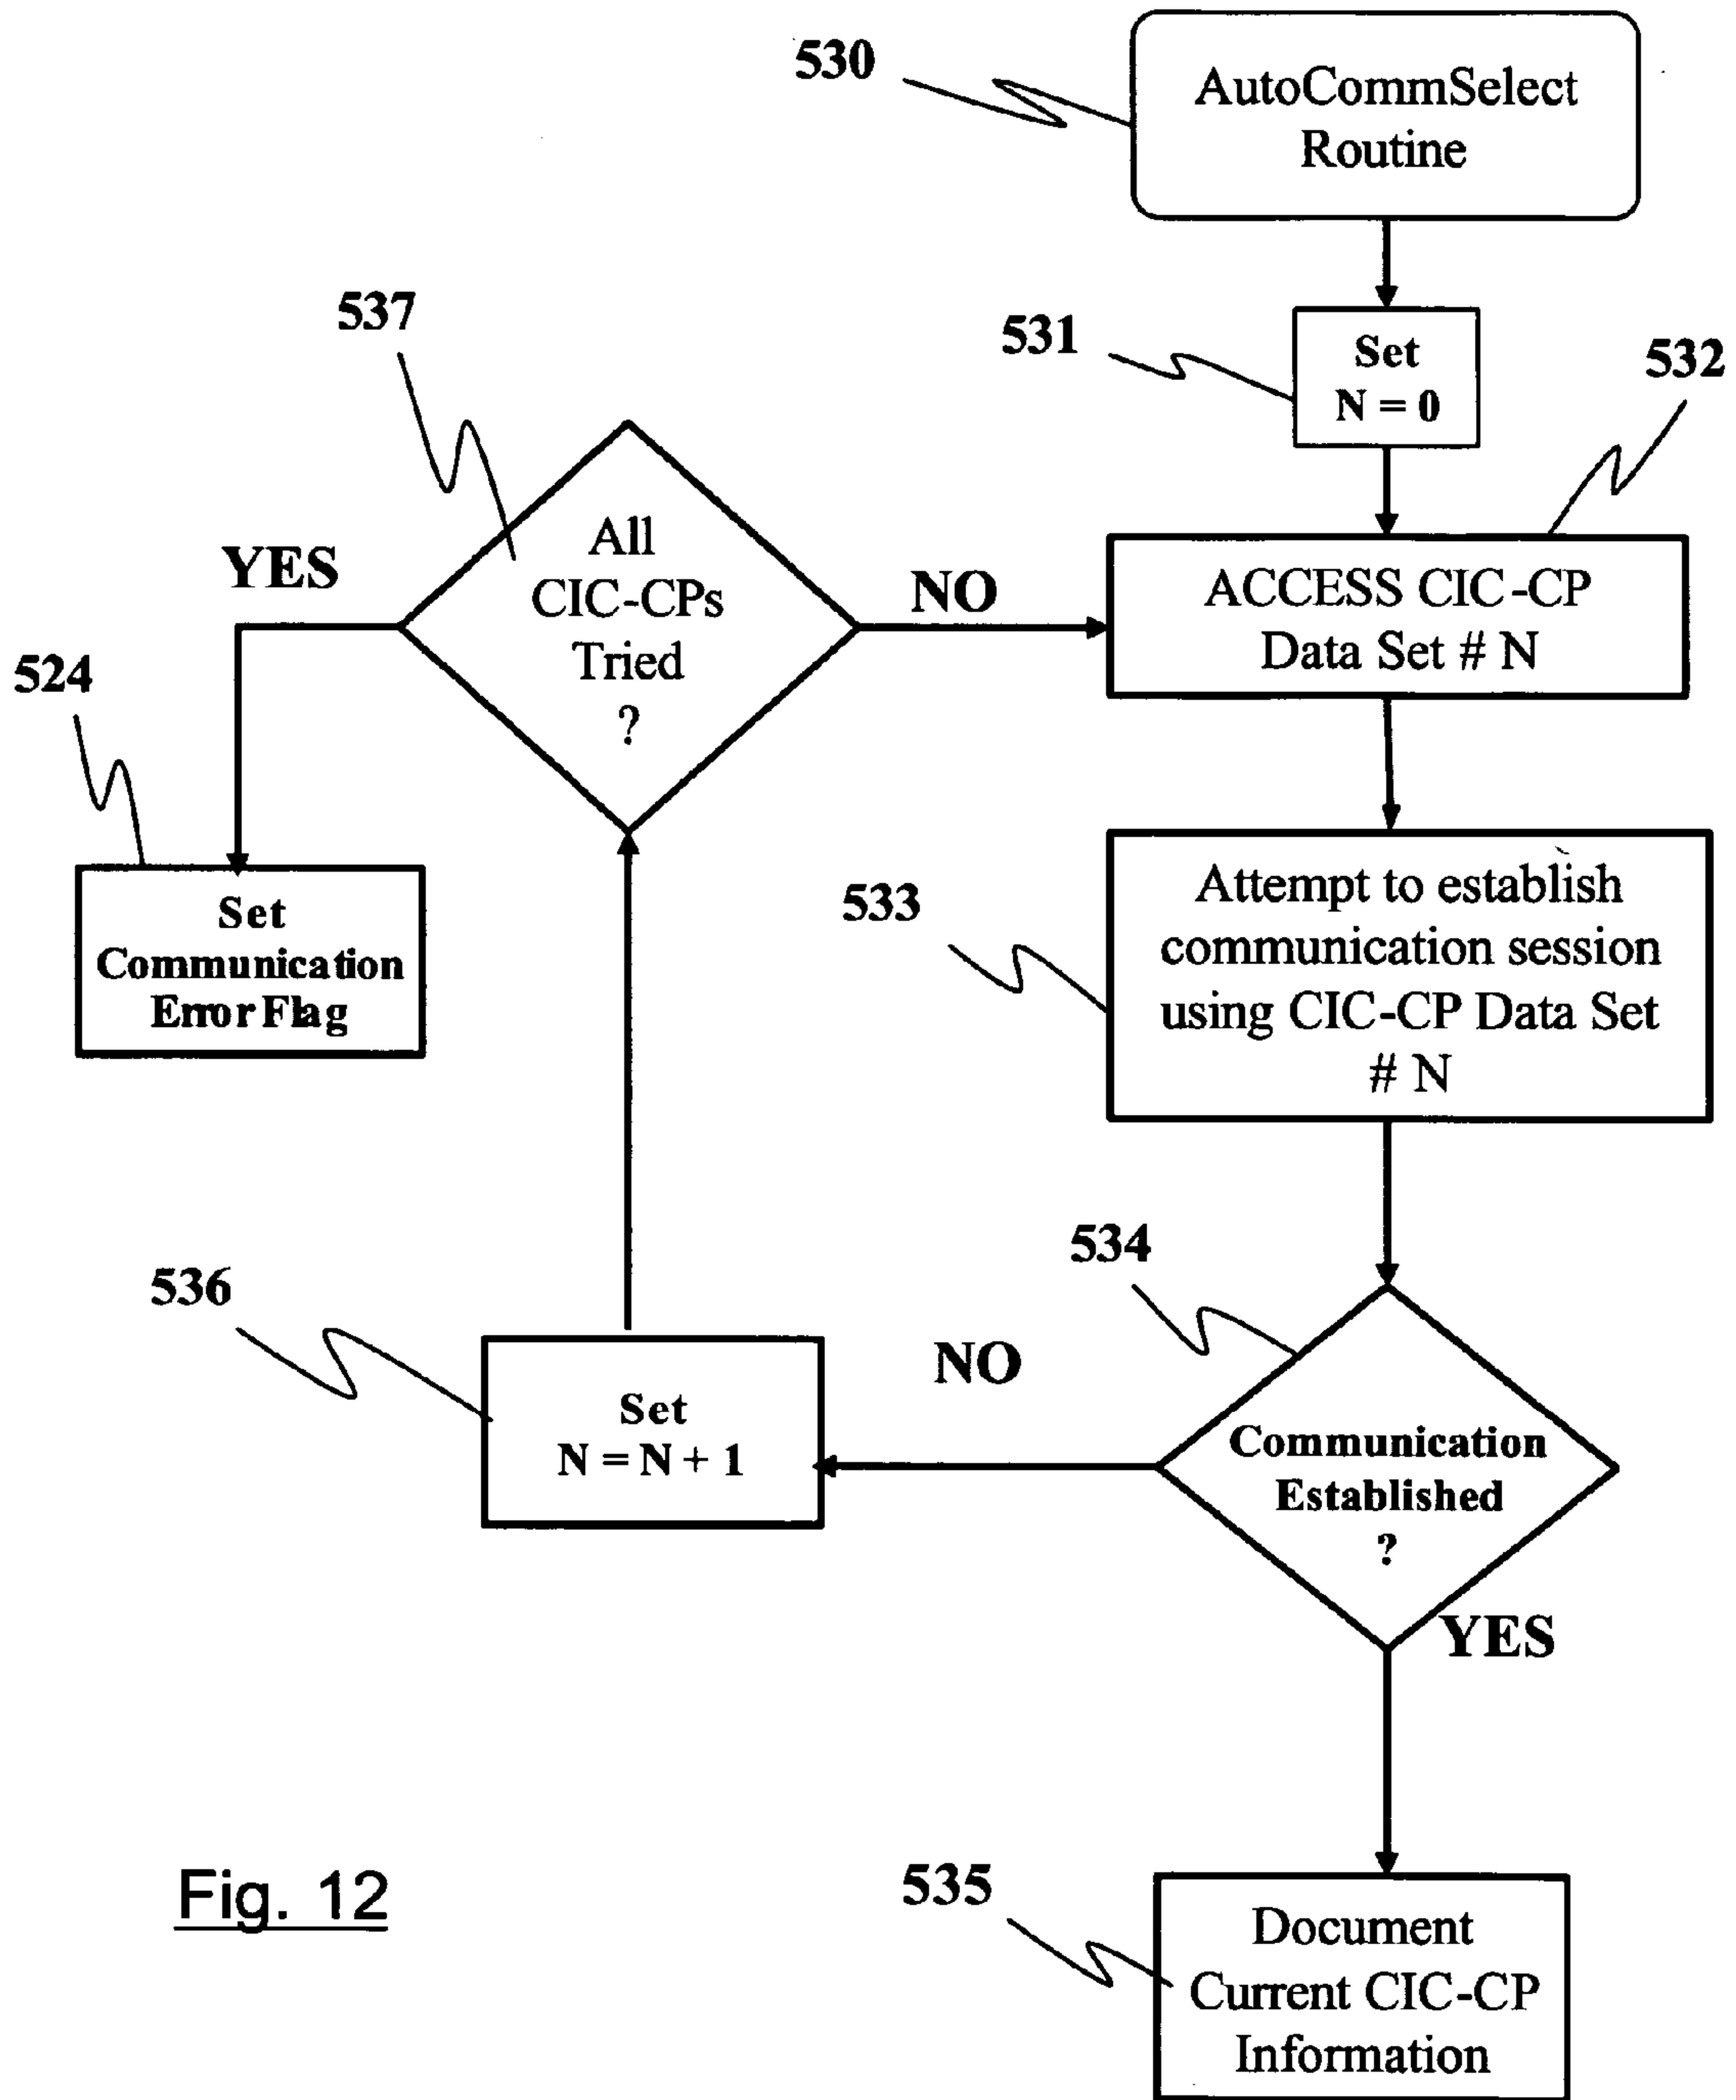 530
AutoCommSelect
Routine
531
Set
N = 0
532
ACCESS CIC-CP
Data Set # N
537
All
CIC-CPs
Tried
?
YES
NO
524
Set
Communication
Error Flag
533
Attempt to establish
communication session
using CIC-CP Data Set
# N
534
Communication
Established
?
NO
YES
536
Set
N = N + 1
535
Document
Current CIC-CP
Information
Fig. 12